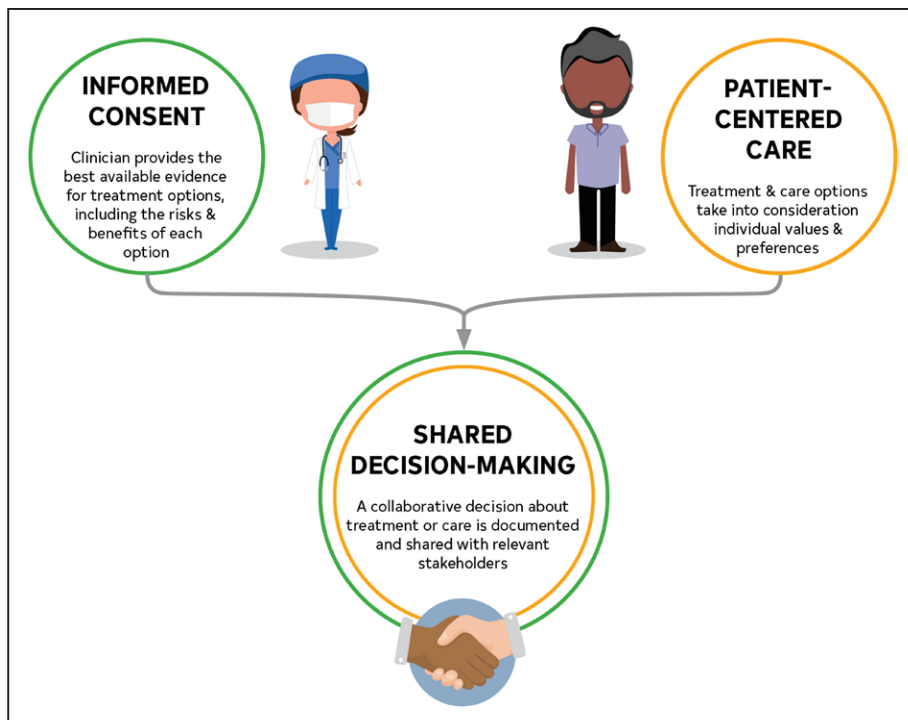 INFORMED
CONSENT
Clinician provides the
best available evidence
for treatment options,
including the risks &
benefits of each
option
PATIENT-
CENTERED
CARE
Treatment & care options
take into consideration
individual values &
preferences
SHARED
DECISION-MAKING
A collaborative decision about
treatment or care is documented
and shared with relevant
stakeholders